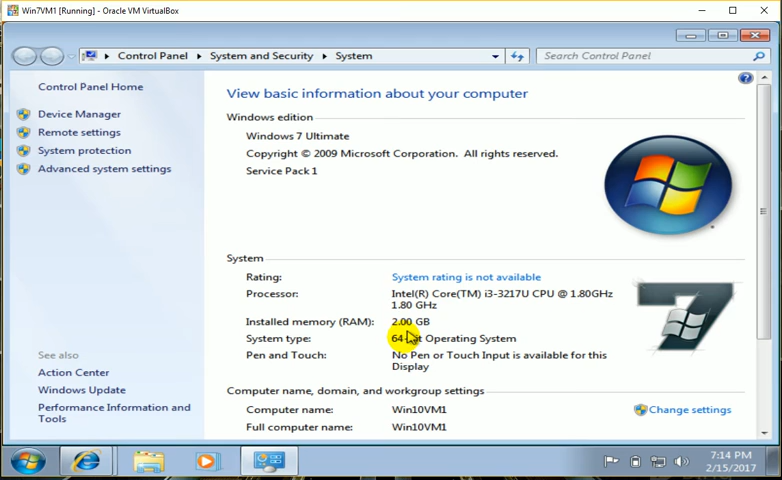 Win7VM1 [Running] - Oracle VM VirtualBox
Control Panel
System and Security
System
Search Control Panel
Control Panel Home
Device Manager
Remote settings
System protection
Advanced system settings
See also
Action Center
Windows Update
Performance Information and
Tools
View basic information about your computer
Windows edition
Windows 7 Ultimate
Copyright © 2009 Microsoft Corporation. All rights reserved.
Service Pack 1
System
Rating: System rating is not available
Processor: Intel(R) Core(TM) i3-3217U CPU @ 1.80GHz
1.80 GHz
Installed memory (RAM): 2.00 GB
System type: 64-bit Operating System
Pen and Touch: No Pen or Touch Input is available for this
Display
7
Computer name, domain, and workgroup settings
Computer name: Win10VM1
Change settings
Full computer name: Win10VM1
7:14 PM
2/15/2017